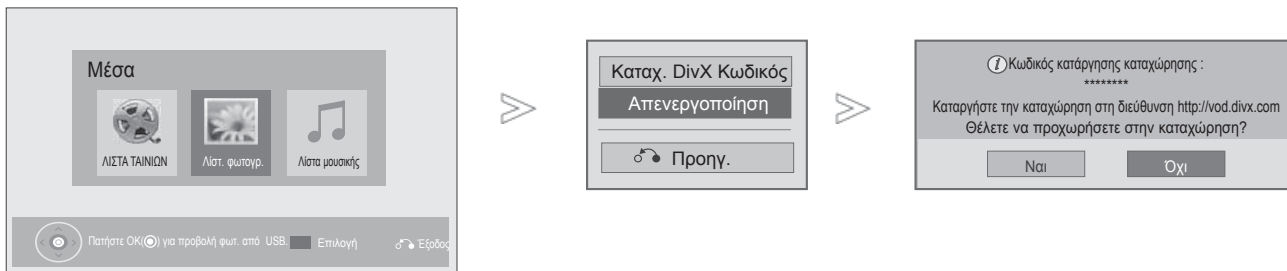 Μέσα
ΛΙΣΤΑ ΤΑΙΝΙΩΝ
Λίστ. φωτογρ.
Λίστα μουσικής
Πατήστε OK(◉) για προβολή φωτ. από USB. Επιλογή Έξοδος
Καταχ. DivX Κωδικός
Απενεργοποίηση
Προηγ.
Κωδικός κατάργησης καταχώρησης :
********
Καταργήστε την καταχώρηση στη διεύθυνση http://vod.divx.com
Θέλετε να προχωρήσετε στην καταχώρηση?
Ναι Όχι